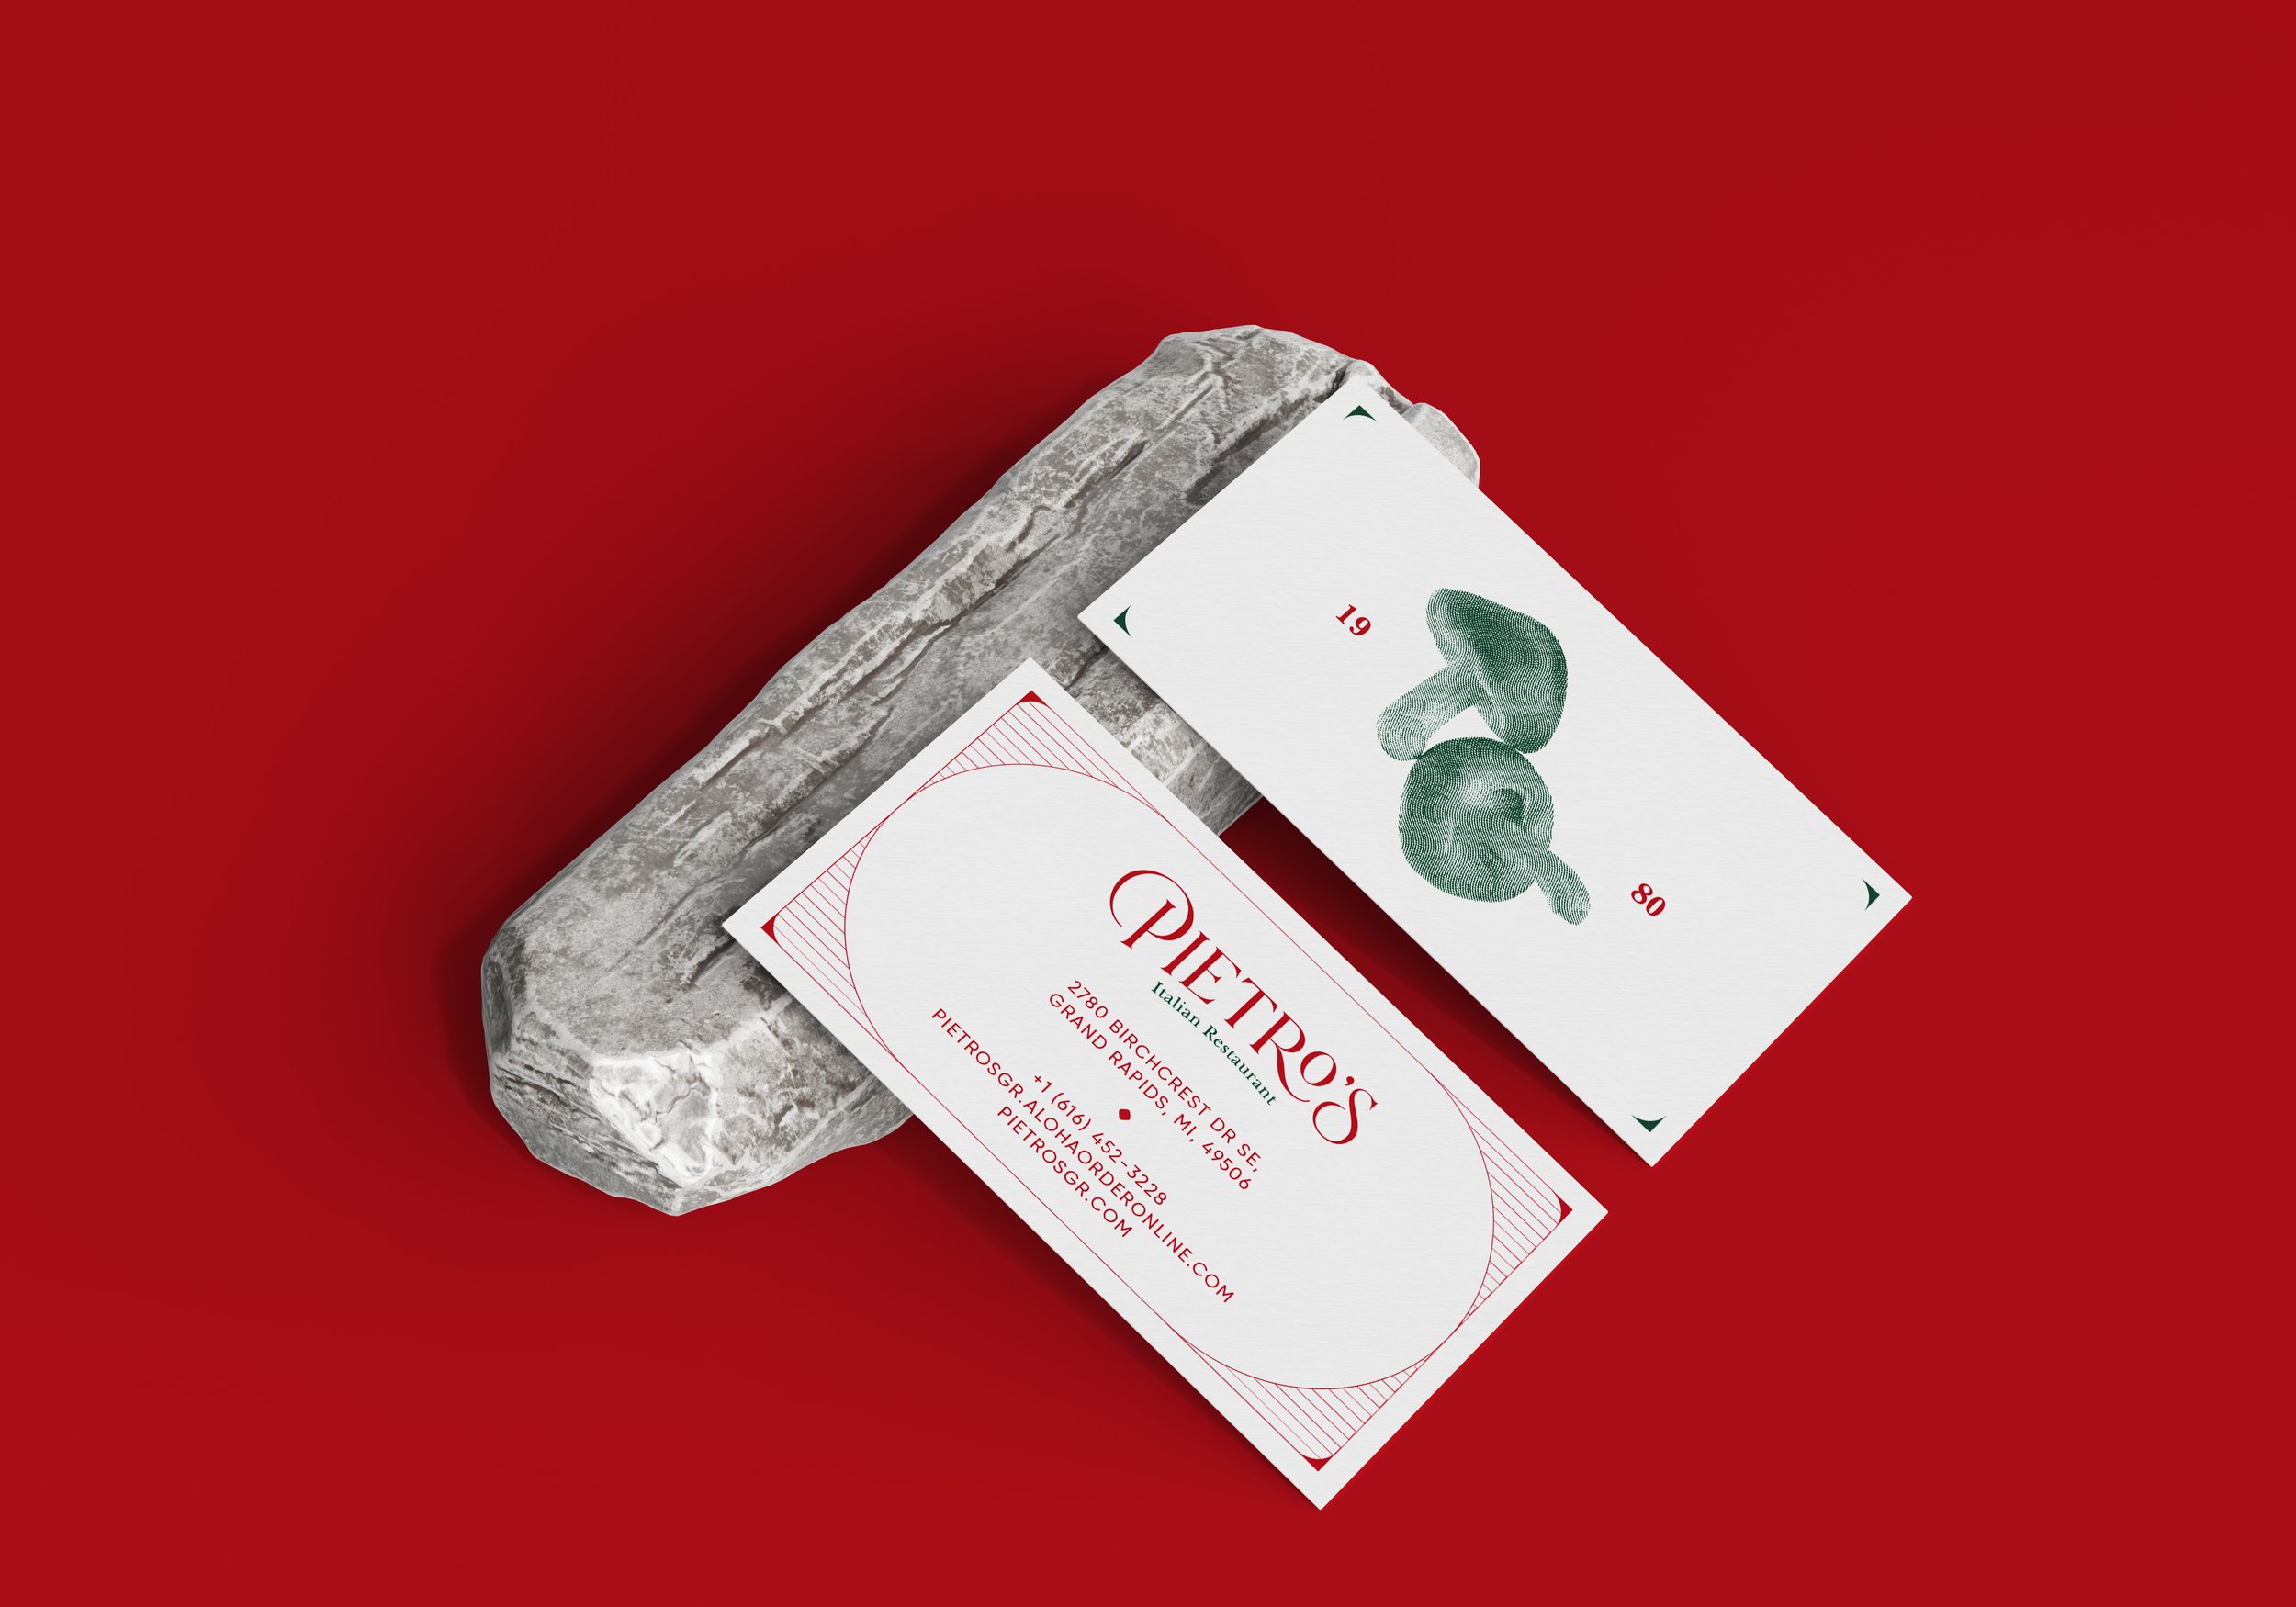 19
80
PIETRO'S
Italian Restaurant
2780 BIRCHCREST DR SE,
GRAND RAPIDS, MI, 49506
+1 (616) 452-3228
PIETROSGR.ALOHAORDERONLINE.COM
PIETROSGR.COM